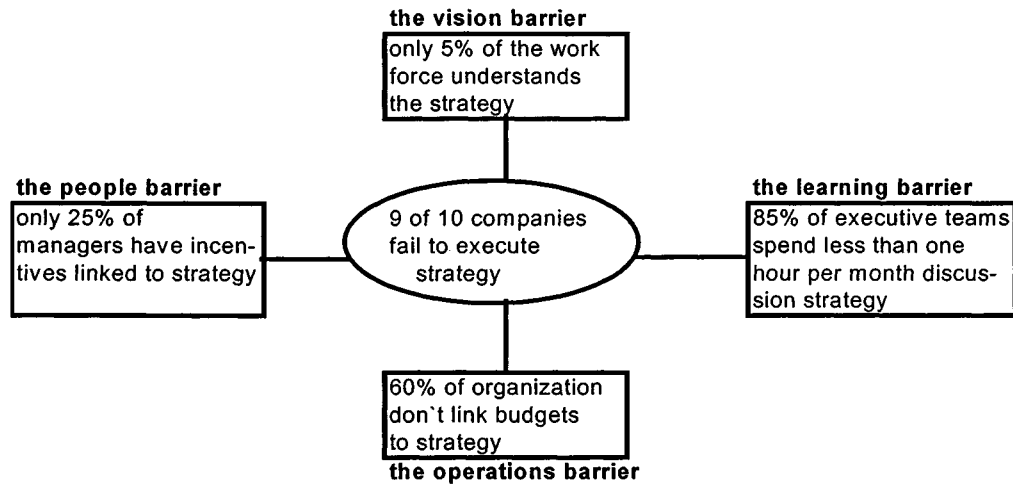 the vision barrier
only 5% of the work
force understands
the strategy
the people barrier
only 25% of
managers have incen-
tives linked to strategy
9 of 10 companies
fail to execute
strategy
the learning barrier
85% of executive teams
spend less than one
hour per month discus-
sion strategy
60% of organization
don`t link budgets
to strategy
the operations barrier